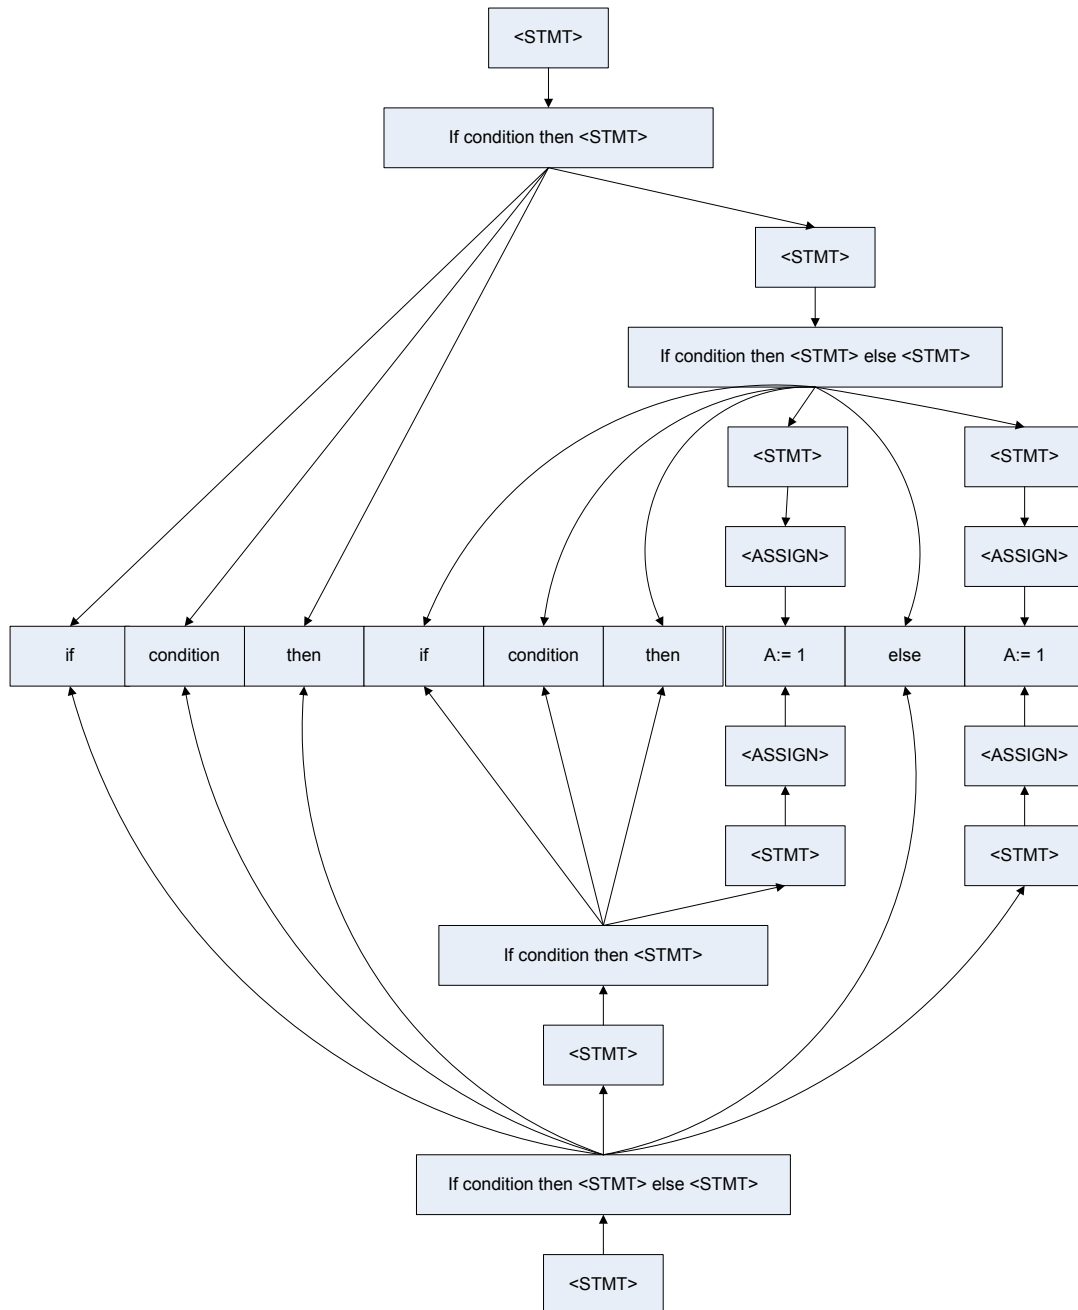 <STMT>
If condition then <STMT>
<STMT>
If condition then <STMT> else <STMT>
<STMT> <STMT>
<ASSIGN> <ASSIGN>
if condition then if condition then A:= 1 else A:= 1
<ASSIGN> <ASSIGN>
<STMT> <STMT>
If condition then <STMT>
<STMT>
If condition then <STMT> else <STMT>
<STMT>